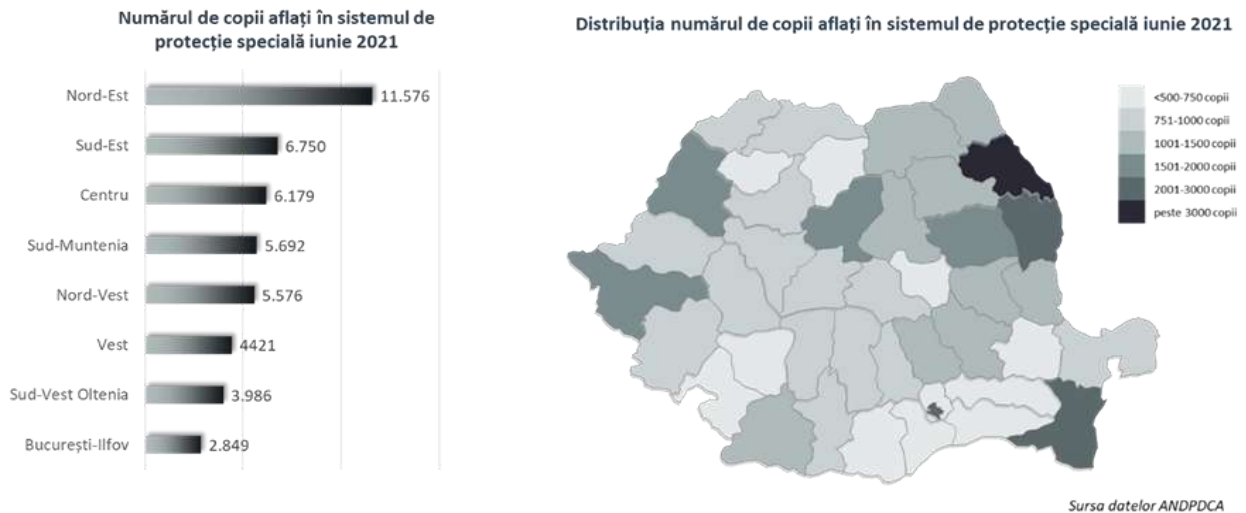 Numărul de copii aflați în sistemul de
protecție specială iunie 2021
Nord-Est 11.576
Sud-Est 6.750
Centru 6.179
Sud-Muntenia 5.692
Nord-Vest 5.576
Vest 4421
Sud-Vest Oltenia 3.986
București-Ilfov 2.849
Distribuția numărul de copii aflați în sistemul de protecție specială iunie 2021
<500-750 copii
751-1000 copii
1001-1500 copii
1501-2000 copii
2001-3000 copii
peste 3000 copii
Sursa datelor ANDPDCA